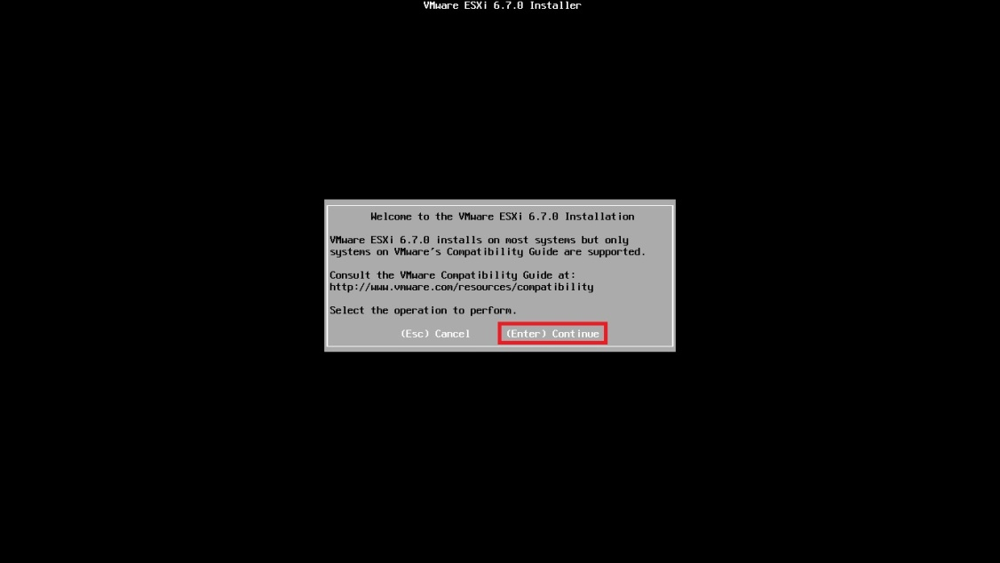 VMware ESXi 6.7.0 Installer
Welcome to the VMware ESXi 6.7.0 Installation
VMware ESXi 6.7.0 installs on most systems but only
systems on VMware's Compatibility Guide are supported.
Consult the VMware Compatibility Guide at:
http://www.vmware.com/resources/compatibility
Select the operation to perform.
(Esc) Cancel (Enter) Continue